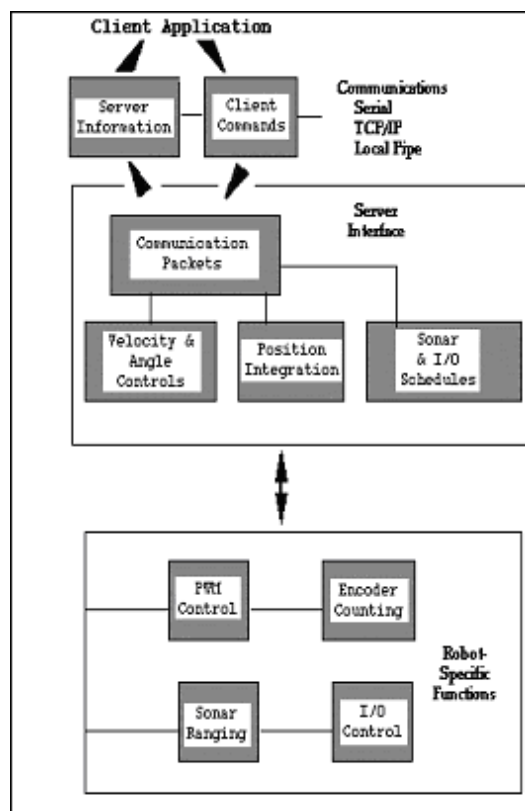 Client Application
Server
Information
Client
Commands
Communications
Serial
TCP/IP
Local Pipe
Server
Interface
Communication
Packets
Velocity &
Angle
Controls
Position
Integration
Sonar
& I/O
Schedules
PWM
Control
Encoder
Counting
Robot-
Specific
Functions
Sonar
Ranging
I/O
Control